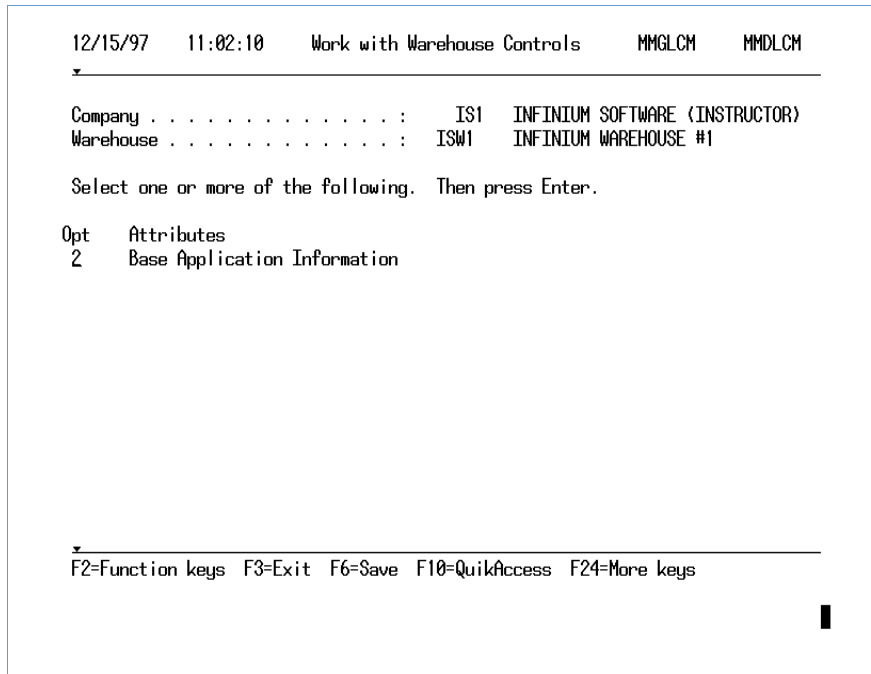 12/15/97 11:02:10 Work with Warehouse Controls MMGLCM MMDLCM
Company . . . . . . . . . . . . . : IS1 INFINIUM SOFTWARE (INSTRUCTOR)
Warehouse . . . . . . . . . . . . : ISW1 INFINIUM WAREHOUSE #1
Select one or more of the following. Then press Enter.
Opt Attributes
2 Base Application Information
F2=Function keys F3=Exit F6=Save F10=QuikAccess F24=More keys